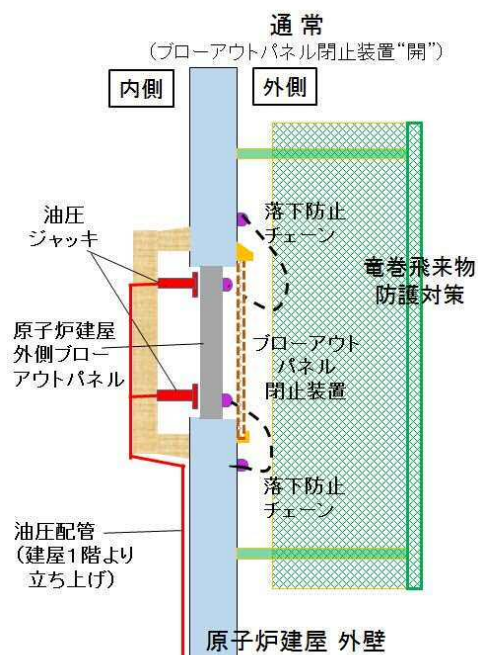 通常
(ブローアウトパネル閉止装置“開”)
内側
外側
油圧
ジャッキ
落下防止
チェーン
竜巻飛来物
防護対策
原子炉建屋
外側ブロー
アウトパネル
ブローアウト
パネル
閉止装置
落下防止
チェーン
油圧配管
(建屋1階より
立ち上げ)
原子炉建屋 外壁